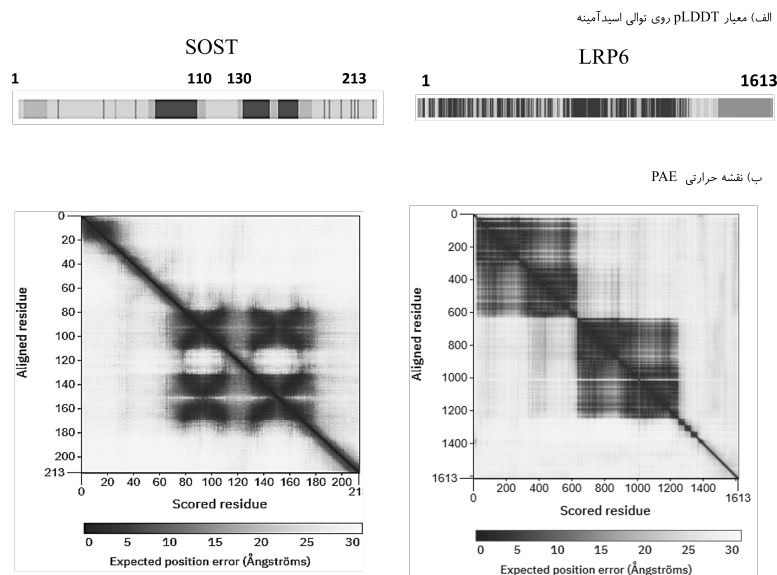 الف) معیار pLDDT روی توالی اسیدآمینه
SOST
LRP6
1 110 130 213
1 1613
ب) نقشه حرارتی PAE
0
20
40
60
80
100
120
140
160
180
200
213
Aligned residue
0 20 40 60 80 100 120 140 160 180 200 21
Scored residue
0 5 10 15 20 25 30
Expected position error (Ångströms)
0
200
400
600
800
1000
1200
1400
1613
Aligned residue
0 200 400 600 800 1000 1200 1400 1613
Scored residue
0 5 10 15 20 25 30
Expected position error (Ångströms)